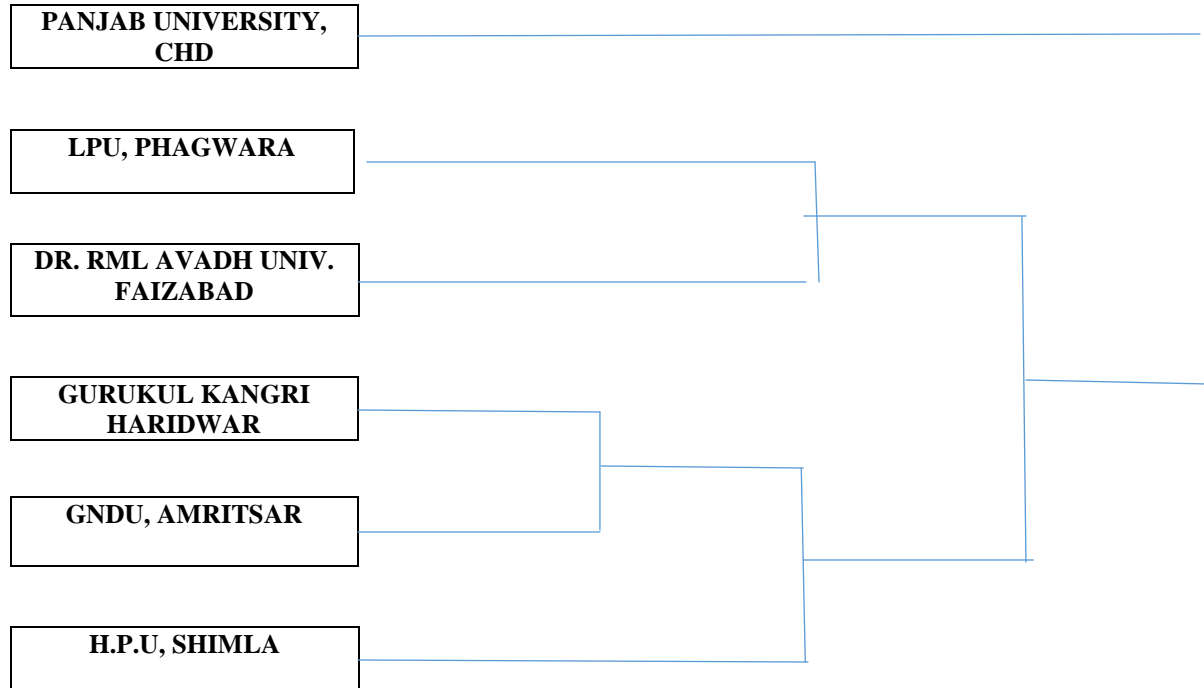 PANJAB UNIVERSITY,
CHD
LPU, PHAGWARA
DR. RML AVADH UNIV.
FAIZABAD
GURUKUL KANGRI
HARIDWAR
GNDU, AMRITSAR
H.P.U, SHIMLA